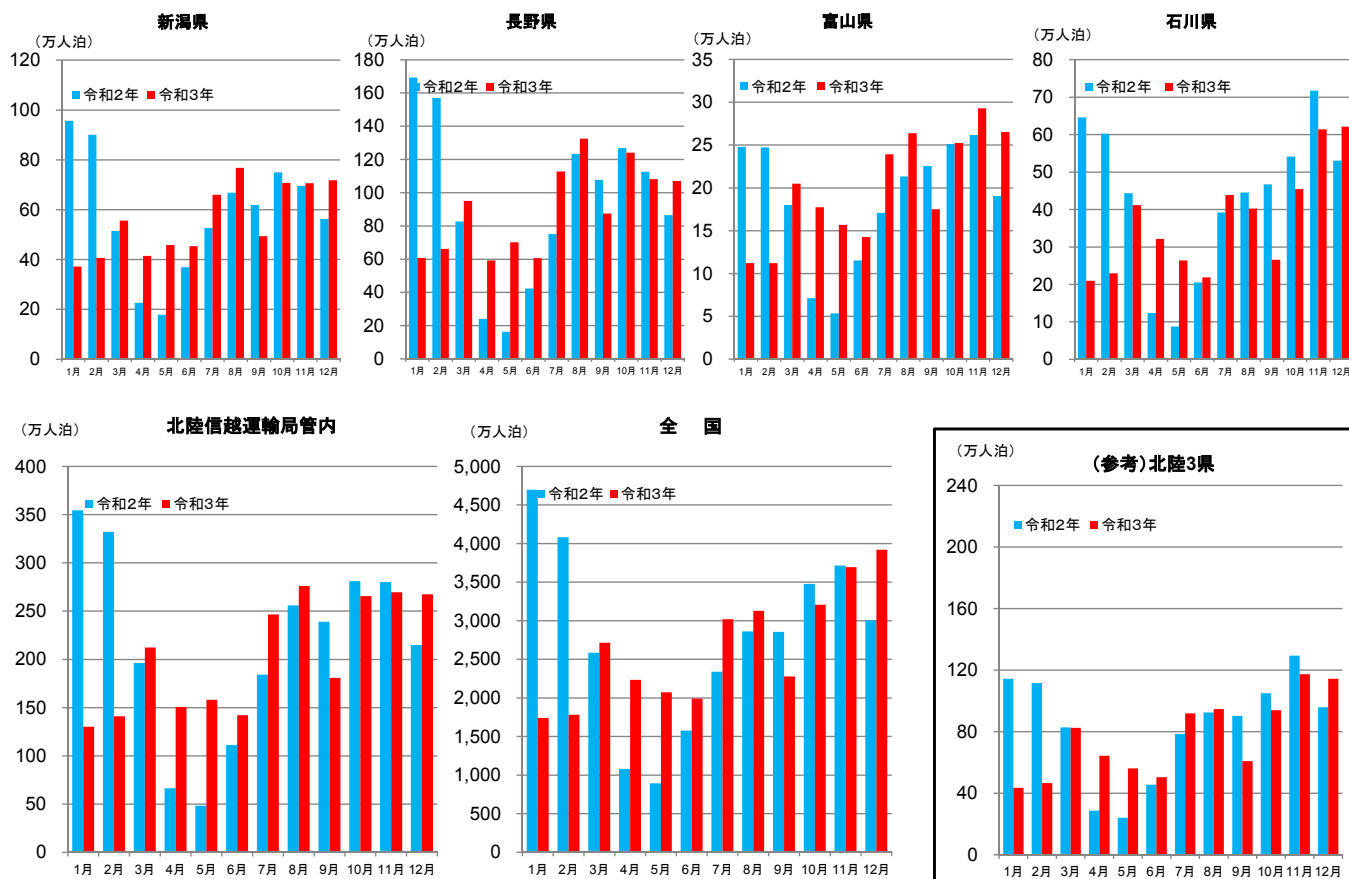 新潟県
(万人泊)
120
100
80
60
40
20
0
令和2年 令和3年
1月 2月 3月 4月 5月 6月 7月 8月 9月 10月 11月 12月
長野県
(万人泊)
180
160
140
120
100
80
60
40
20
0
令和2年 令和3年
1月 2月 3月 4月 5月 6月 7月 8月 9月 10月 11月 12月
富山県
(万人泊)
35
30
25
20
15
10
5
0
令和2年 令和3年
1月 2月 3月 4月 5月 6月 7月 8月 9月 10月 11月 12月
石川県
(万人泊)
80
70
60
50
40
30
20
10
0
令和2年 令和3年
1月 2月 3月 4月 5月 6月 7月 8月 9月 10月 11月 12月
北陸信越運輸局管内
(万人泊)
400
350
300
250
200
150
100
50
0
令和2年 令和3年
1月 2月 3月 4月 5月 6月 7月 8月 9月 10月 11月 12月
全 国
(万人泊)
5,000
4,500
4,000
3,500
3,000
2,500
2,000
1,500
1,000
500
0
令和2年 令和3年
1月 2月 3月 4月 5月 6月 7月 8月 9月 10月 11月 12月
(万人泊)
(参考)北陸3県
240
200
160
120
80
40
0
令和2年 令和3年
1月 2月 3月 4月 5月 6月 7月 8月 9月 10月 11月 12月